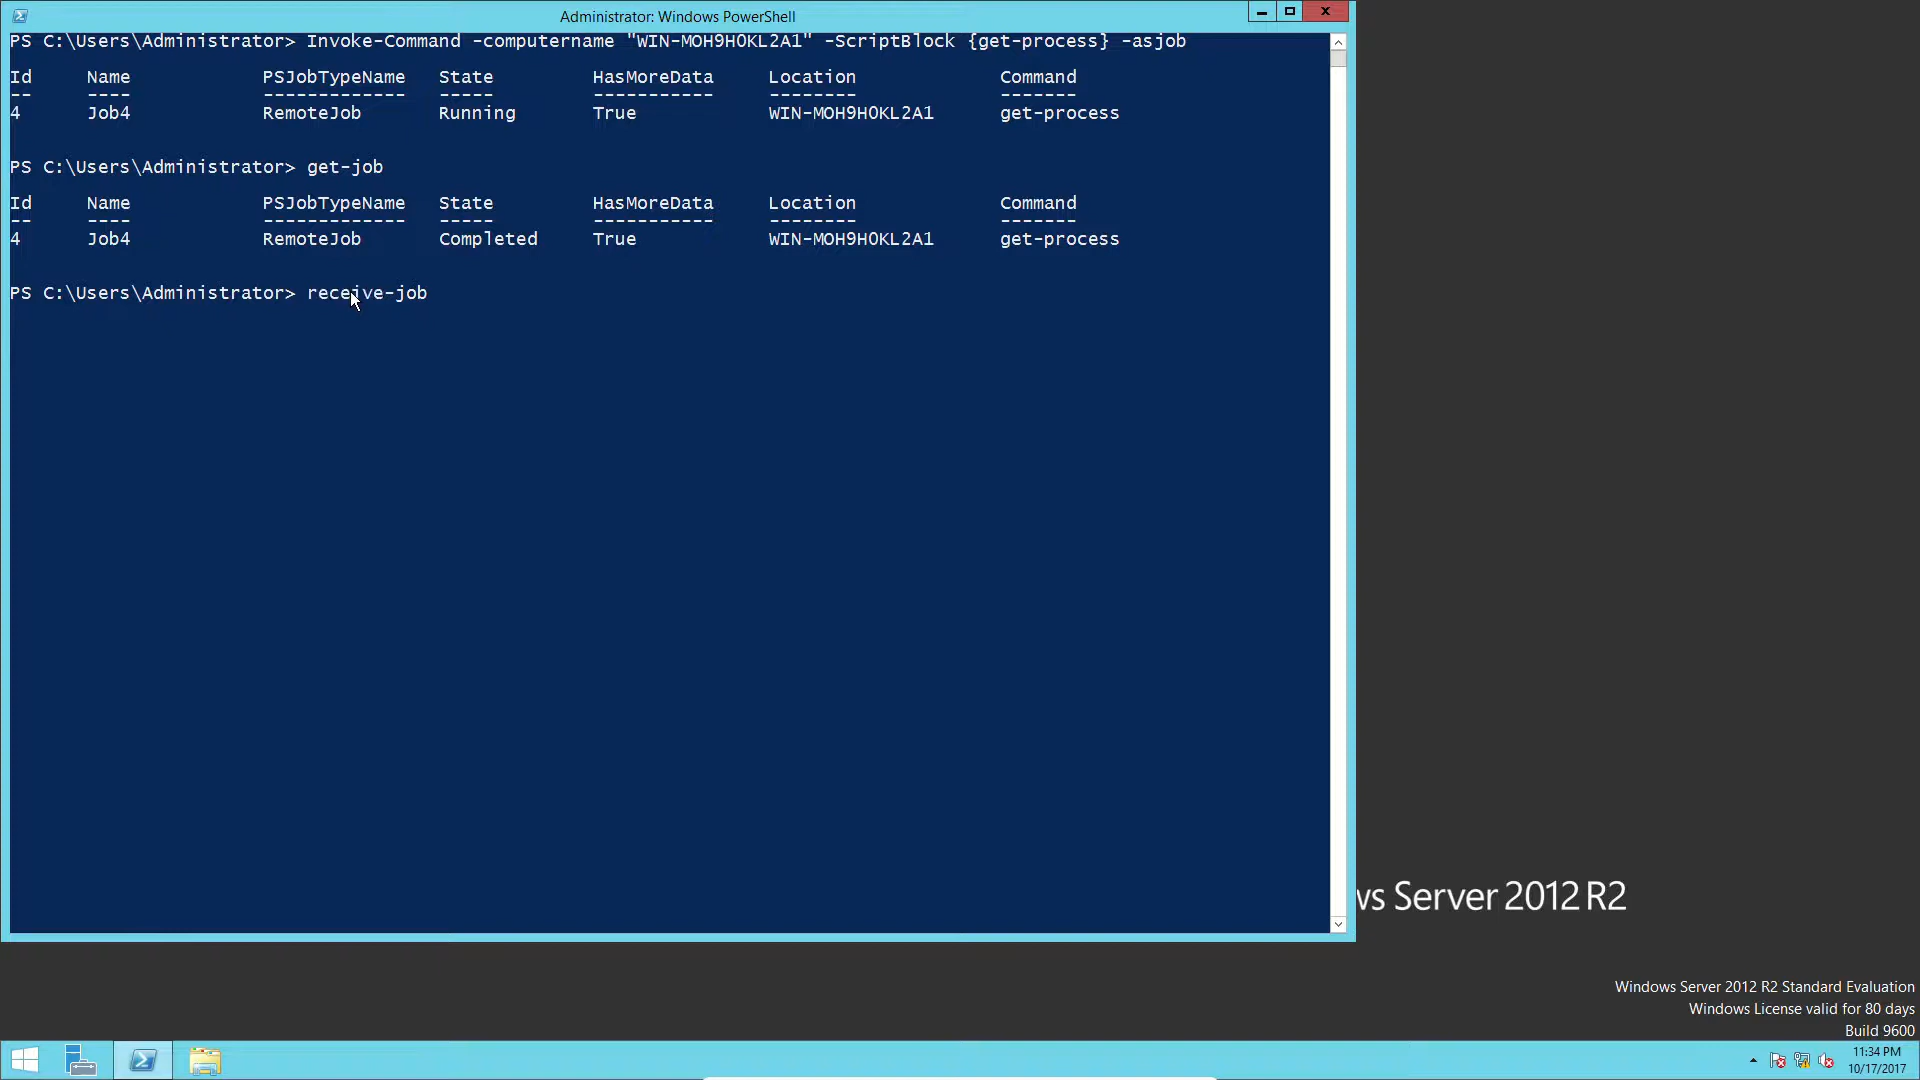 Administrator: Windows PowerShell
PS C:\Users\Administrator> Invoke-Command -computername "WIN-MOH9H0KL2A1" -ScriptBlock {get-process} -asjob
Id     Name            PSJobTypeName   State         HasMoreData     Location             Command
--     ----            -------------   -----         -----------     --------             -------
4      Job4            RemoteJob       Running       True            WIN-MOH9H0KL2A1      get-process
PS C:\Users\Administrator> get-job
Id     Name            PSJobTypeName   State         HasMoreData     Location             Command
--     ----            -------------   -----         -----------     --------             -------
4      Job4            RemoteJob       Completed     True            WIN-MOH9H0KL2A1      get-process
PS C:\Users\Administrator> receive-job
ws Server 2012 R2
Windows Server 2012 R2 Standard Evaluation
Windows License valid for 80 days
Build 9600
11:34 PM
10/17/2017